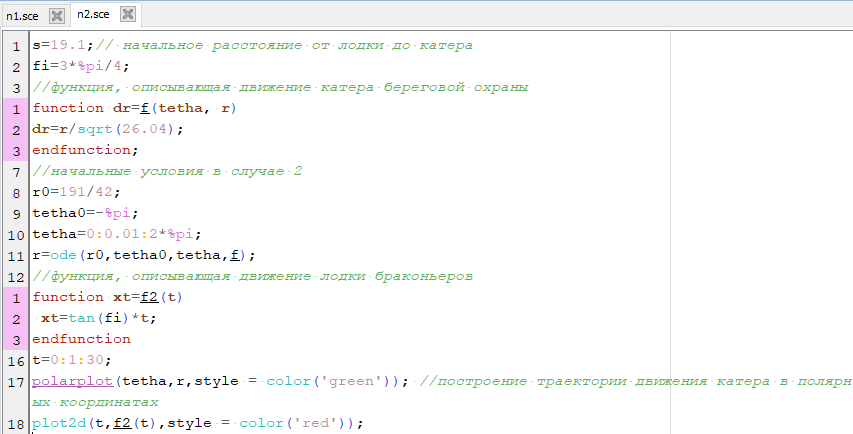 n1.sce n2.sce
1 s=19.1;// начальное расстояние от лодки до катера
2 fi=3*%pi/4;
3 //функция, описывающая движение катера береговой охраны
1 function dr=f(tetha, r)
2 dr=r/sqrt(26.04);
3 endfunction;
7 //начальные условия в случае 2
8 r0=191/42;
9 tetha0=-%pi;
10 tetha=0:0.01:2*%pi;
11 r=ode(r0,tetha0,tetha,f);
12 //функция, описывающая движение лодки браконьеров
1 function xt=f2(t)
2 xt=tan(fi)*t;
3 endfunction
16 t=0:1:30;
17 polarplot(tetha,r,style = color('green')); //построение траектории движения катера в полярн
ых координатах
18 plot2d(t,f2(t),style = color('red'));